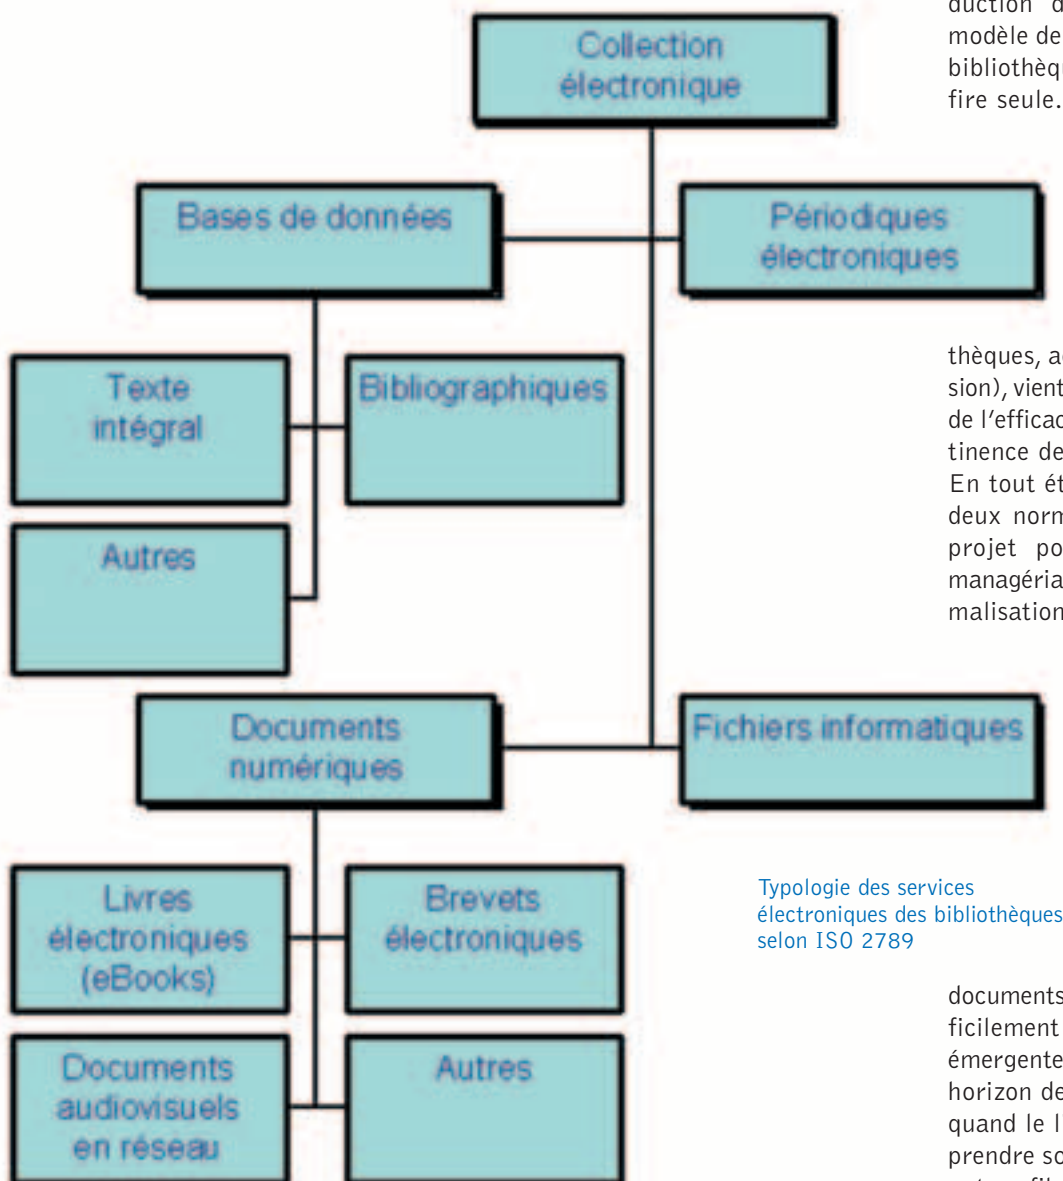 Collection
électronique
Bases de données
Périodiques
électroniques
Texte
intégral
Bibliographiques
Autres
Documents
numériques
Fichiers informatiques
Livres
électroniques
(eBooks)
Brevets
électroniques
Documents
audiovisuels
en réseau
Autres
Typologie des services
électroniques des bibliothèques
selon ISO 2789
duction
modèle de
fire seule.
thèques,
sion), vient
de l'efficac
tinence de
En tout ét
deux norm
projet po
managéria
malisation
documents
ficilement
émergente
horizon de
quand le l
prendre so